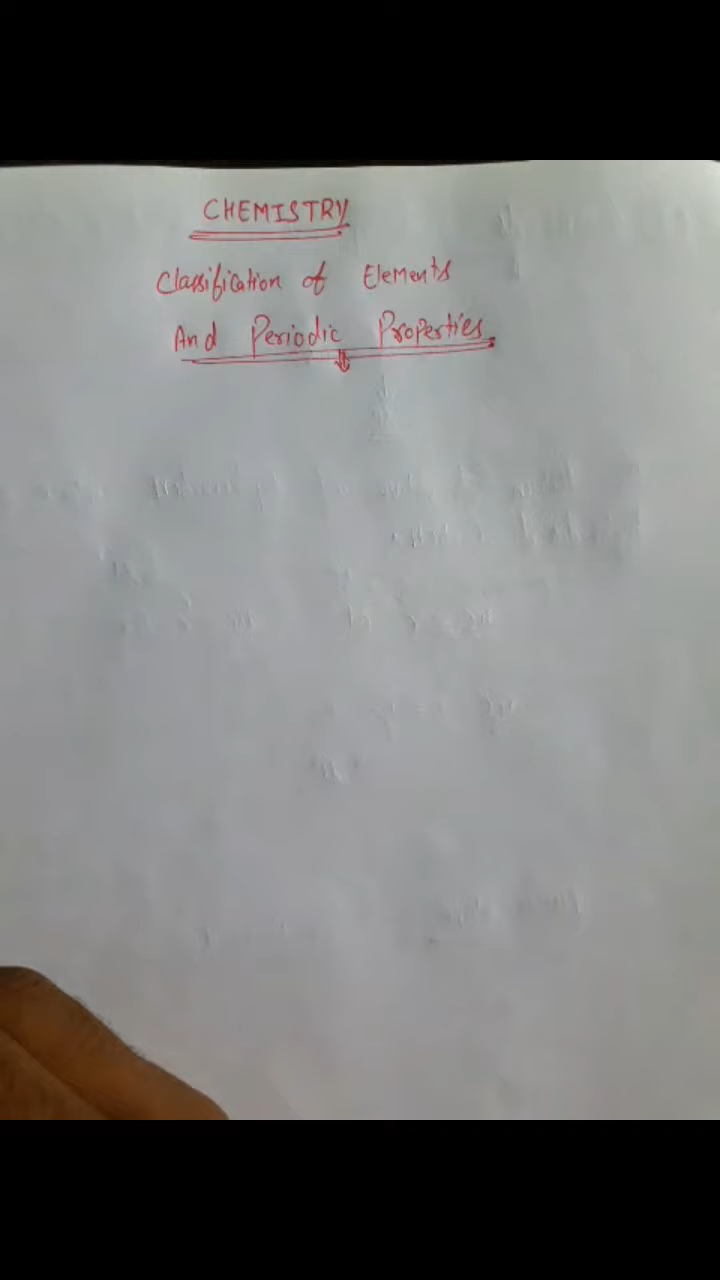 CHEMISTRY
Classification of Elements
And Periodic Properties